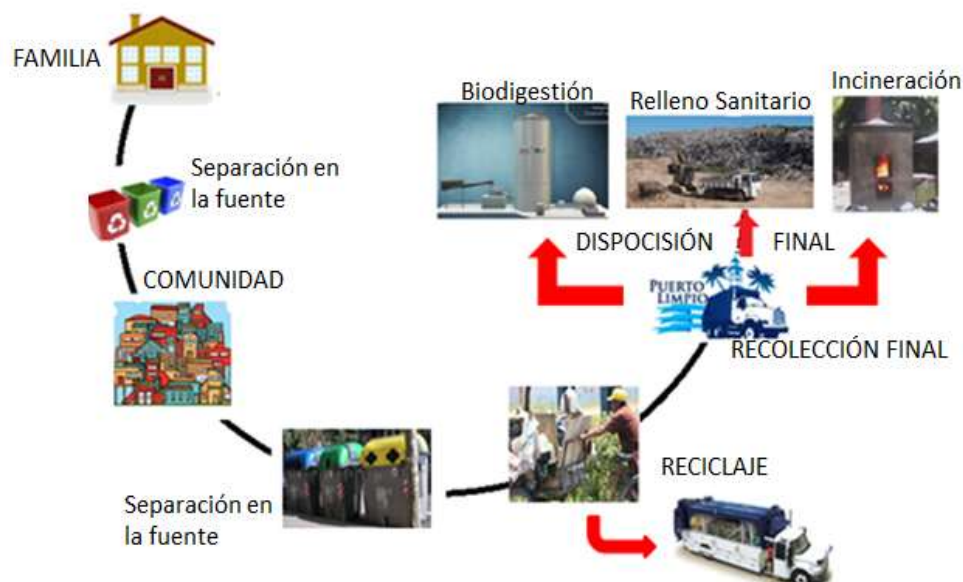 FAMILIA
Separación en
la fuente
COMUNIDAD
Separación en
la fuente
RECICLAJE
RECOLECCIÓN FINAL
PUERTO
LIMPIO
DISPOCISIÓN FINAL
Biodigestión
Relleno Sanitario
Incineración